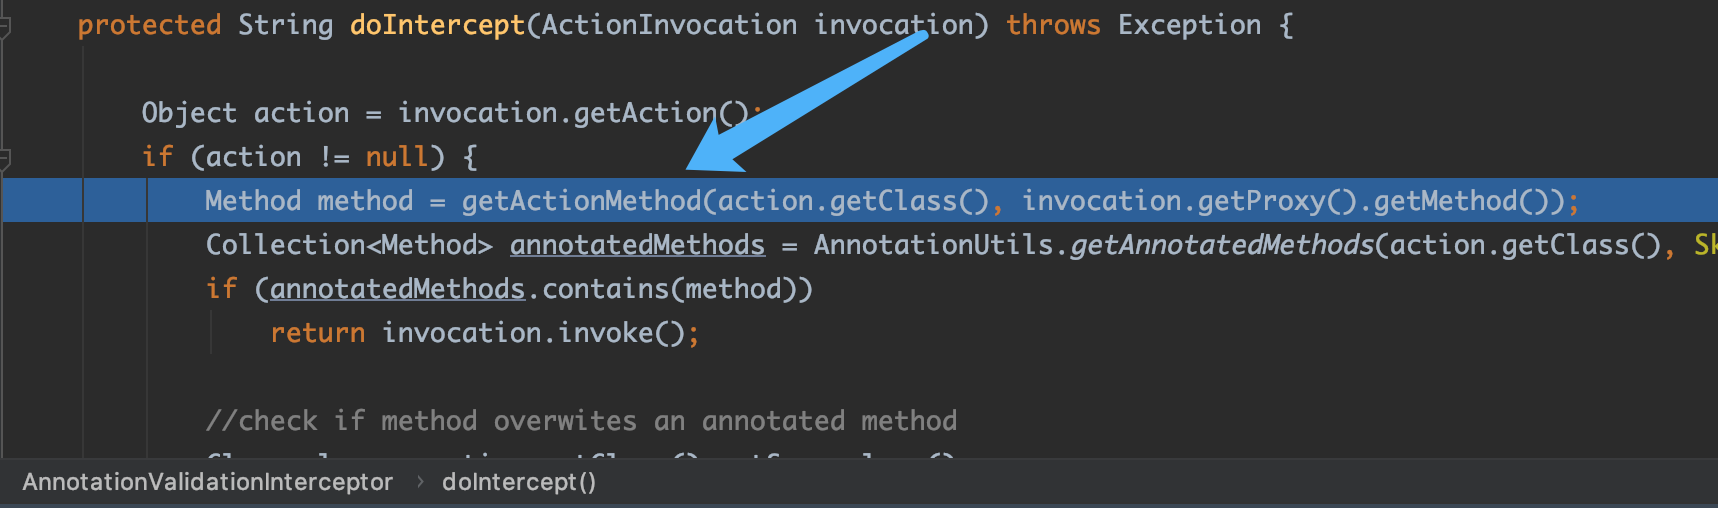 protected String doIntercept(ActionInvocation invocation) throws Exception {
Object action = invocation.getAction();
if (action != null) {
Method method = getActionMethod(action.getClass(), invocation.getProxy().getMethod());
Collection<Method> annotatedMethods = AnnotationUtils.getAnnotatedMethods(action.getClass(), Sk
if (annotatedMethods.contains(method))
return invocation.invoke();
//check if method overwites an annotated method
AnnotationValidationInterceptor › doIntercept()